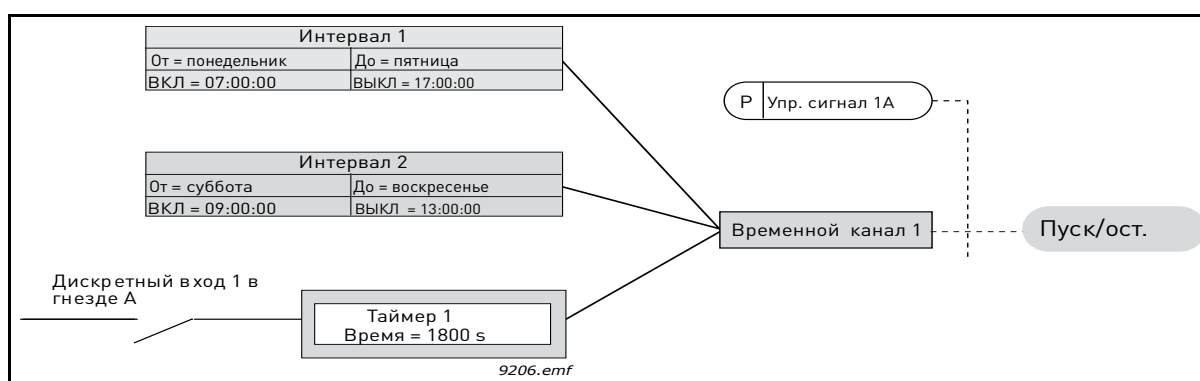 Интервал 1
От = понедельник
До = пятница
ВКЛ = 07:00:00
ВЫКЛ = 17:00:00
P
Упр. сигнал 1A
Интервал 2
От = суббота
До = воскресенье
ВКЛ = 09:00:00
ВЫКЛ = 13:00:00
Временной канал 1
Пуск/ост.
Дискретный вход 1 в
гнезде A
Таймер 1
Время = 1800 s
9206.emf